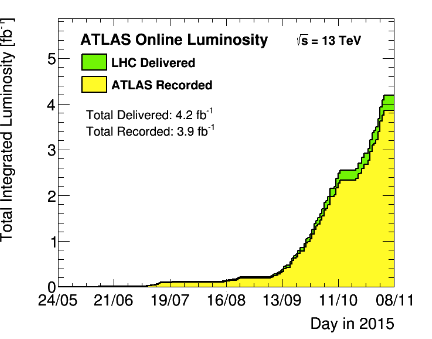 ATLAS Online Luminosity √s = 13 TeV
LHC Delivered
ATLAS Recorded
Total Delivered: 4.2 fb⁻¹
Total Recorded: 3.9 fb⁻¹
Total Integrated Luminosity [fb⁻¹]
5
4
3
2
1
0
24/05 21/06 19/07 16/08 13/09 11/10 08/11
Day in 2015